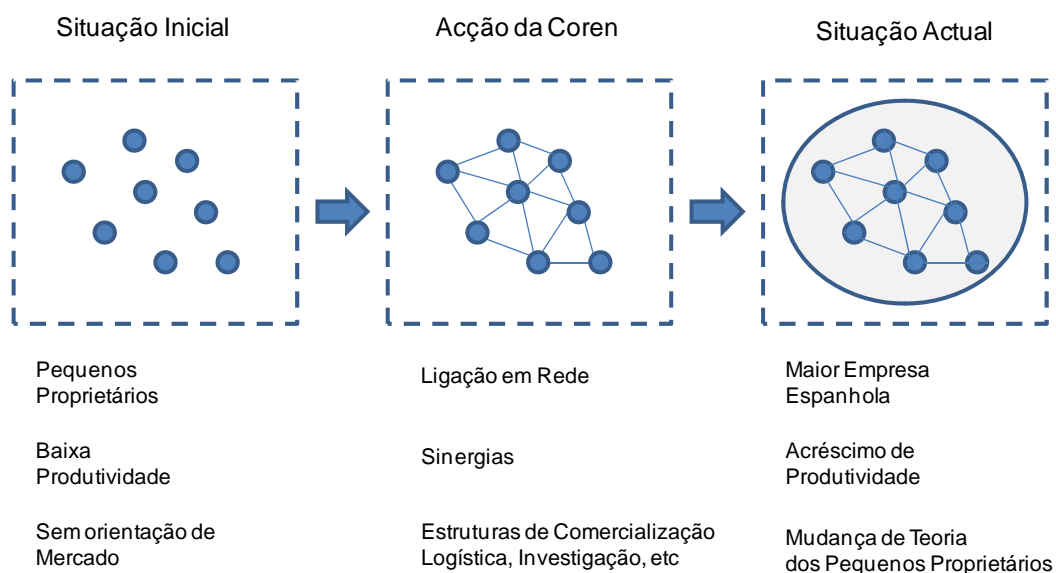 Situação Inicial
Acção da Coren
Situação Actual
Pequenos
Proprietários
Ligação em Rede
Maior Empresa
Espanhola
Baixa
Produtividade
Sinergias
Acréscimo de
Produtividade
Sem orientação de
Mercado
Estruturas de Comercialização
Logística, Investigação, etc
Mudança de Teoria
dos Pequenos Proprietários